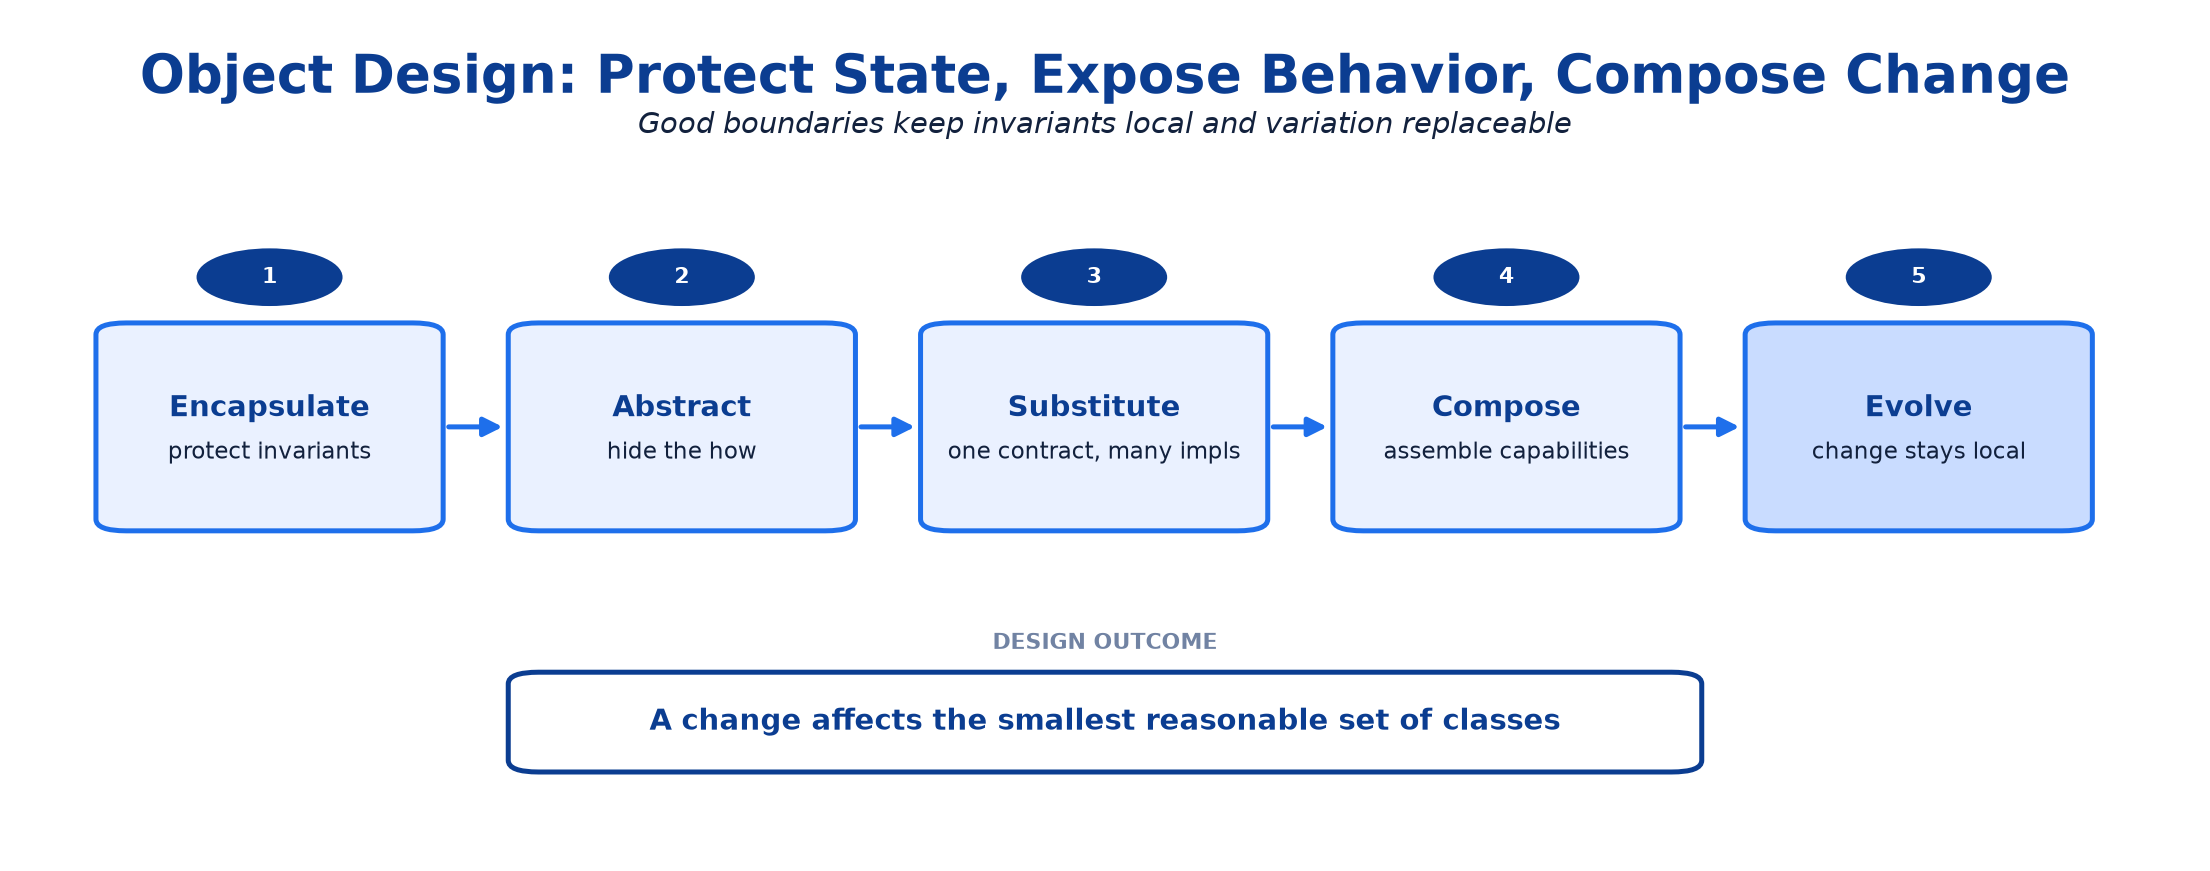 Object Design: Protect State, Expose Behavior, Compose Change
Good boundaries keep invariants local and variation replaceable
1
2
3
4
5
Encapsulate
protect invariants
Abstract
hide the how
Substitute
one contract, many impls
Compose
assemble capabilities
Evolve
change stays local
DESIGN OUTCOME
A change affects the smallest reasonable set of classes